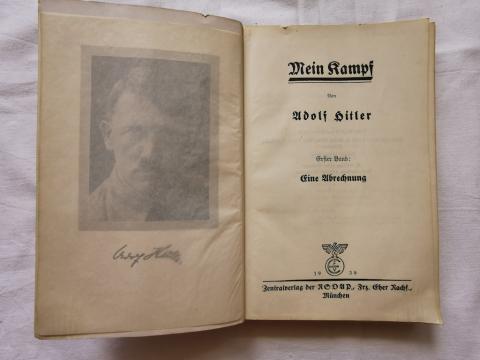 Mein Kampf
Von
Adolf Hitler
Erster Band:
Eine Abrechnung
Zentralverlag der NSDAP., Frz. Eher Nachf.,
München